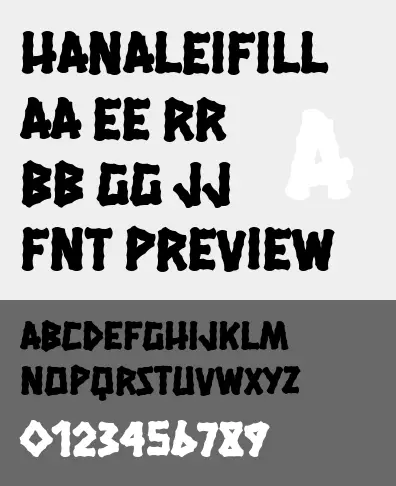 HANALEIFILL
AA EE RR
A
BB GG JJ
FNT PREVIEW
ABCDEFGHIJKLM
NOPQRSTUVWXYZ
0123456789